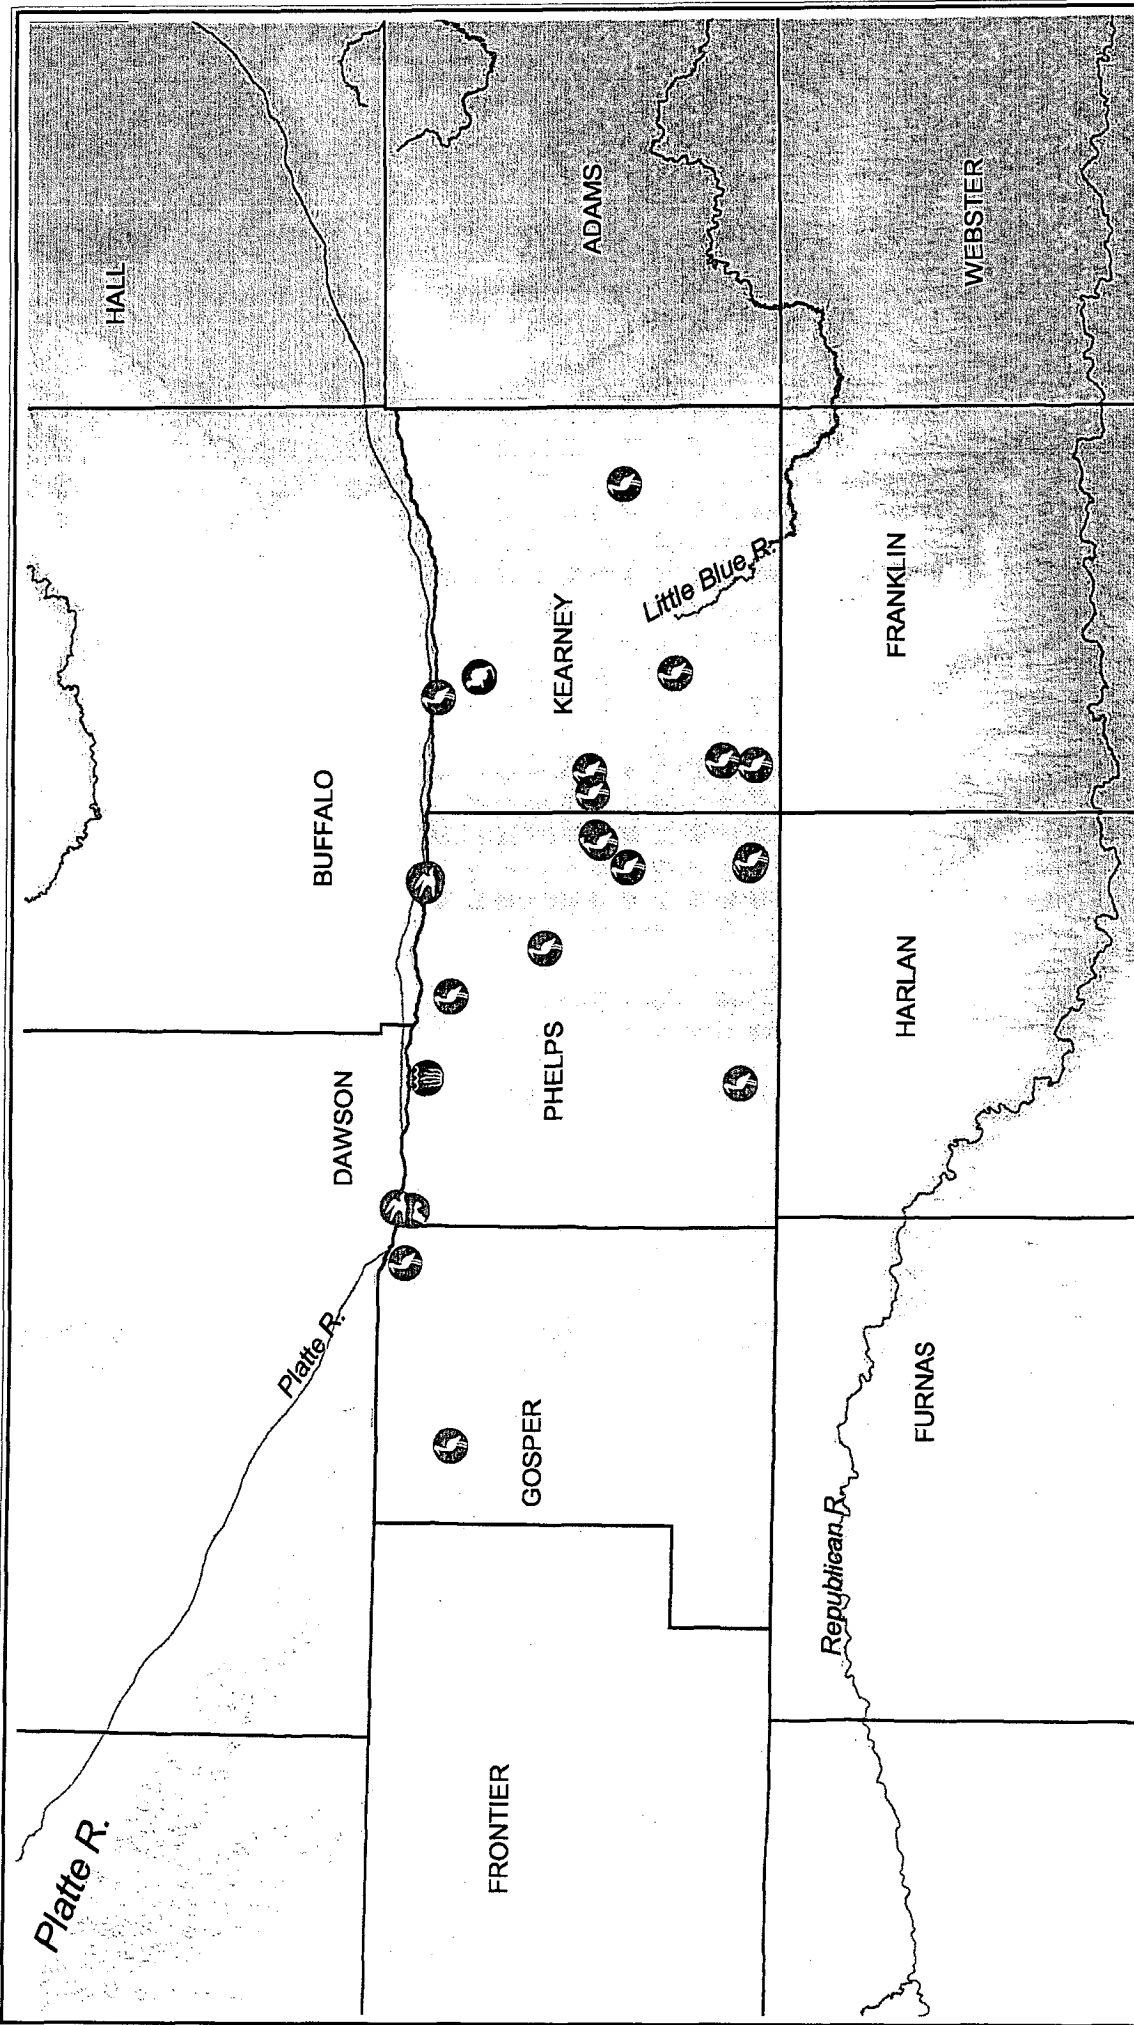 Platte R.
Platte R.
DAWSON
BUFFALO
HALL
FRONTIER
GOSPER
PHELPS
KEARNEY
ADAMS
Little Blue R.
Republican R.
FURNAS
HARLAN
FRANKLIN
WEBSTER